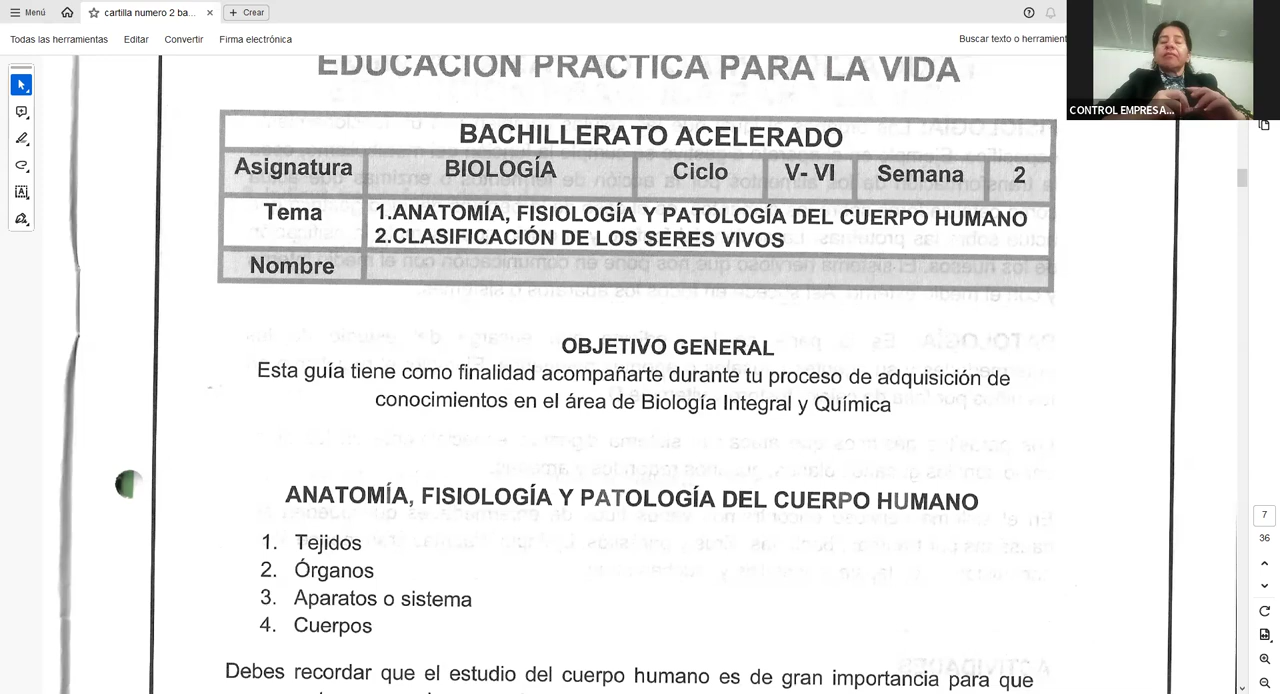 Menú
cartilla numero 2 ba...
Crear
Todas las herramientas
Editar
Convertir
Firma electrónica
Buscar texto o herramient
CONTROL EMPRESA...
EDUCACIÓN PRÁCTICA PARA LA VIDA
BACHILLERATO ACELERADO
Asignatura BIOLOGÍA Ciclo V- VI Semana 2
Tema 1.ANATOMÍA, FISIOLOGÍA Y PATOLOGÍA DEL CUERPO HUMANO
2.CLASIFICACIÓN DE LOS SERES VIVOS
Nombre
OBJETIVO GENERAL
Esta guía tiene como finalidad acompañarte durante tu proceso de adquisición de
conocimientos en el área de Biología Integral y Química
ANATOMÍA, FISIOLOGÍA Y PATOLOGÍA DEL CUERPO HUMANO
1. Tejidos
2. Órganos
3. Aparatos o sistema
4. Cuerpos
Debes recordar que el estudio del cuerpo humano es de gran importancia para que
7
36